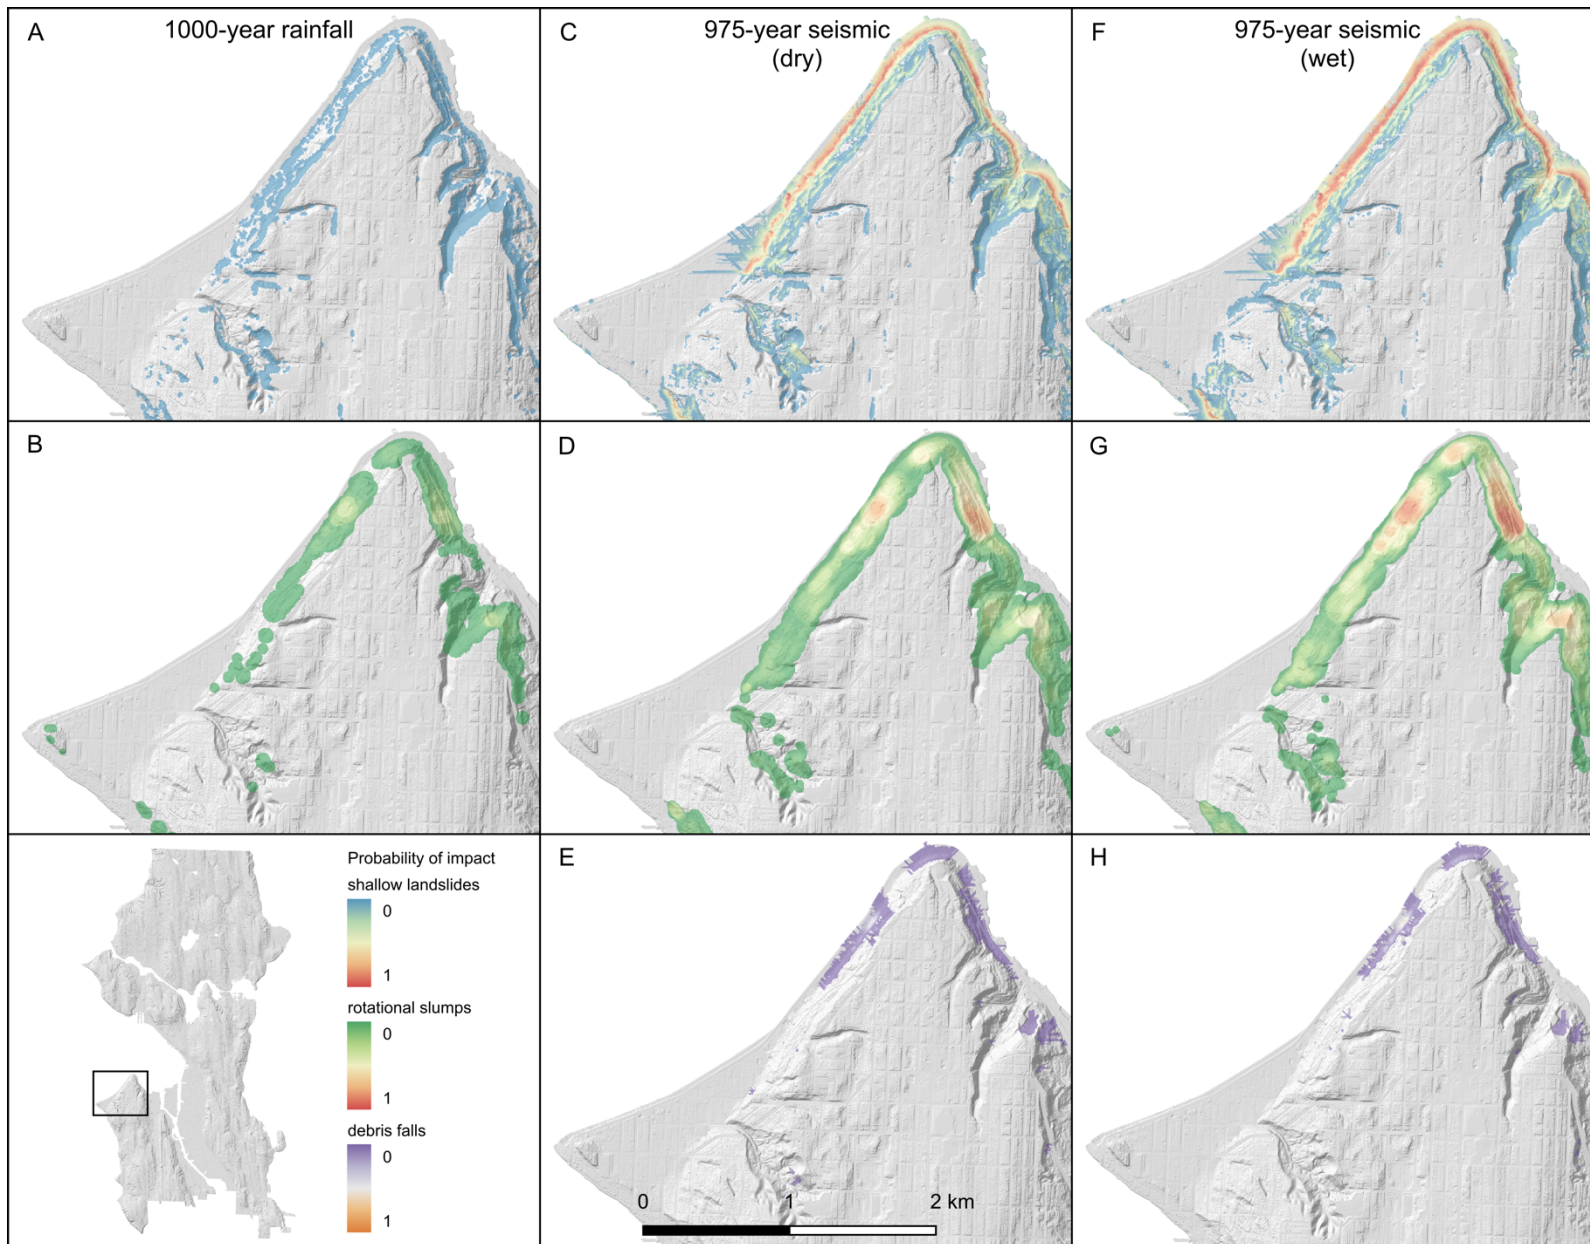 A
1000-year rainfall
C
975-year seismic
(dry)
F
975-year seismic
(wet)
B
D
G
Probability of impact
shallow landslides
0
1
rotational slumps
0
1
debris falls
0
1
E
0
1
2 km
H